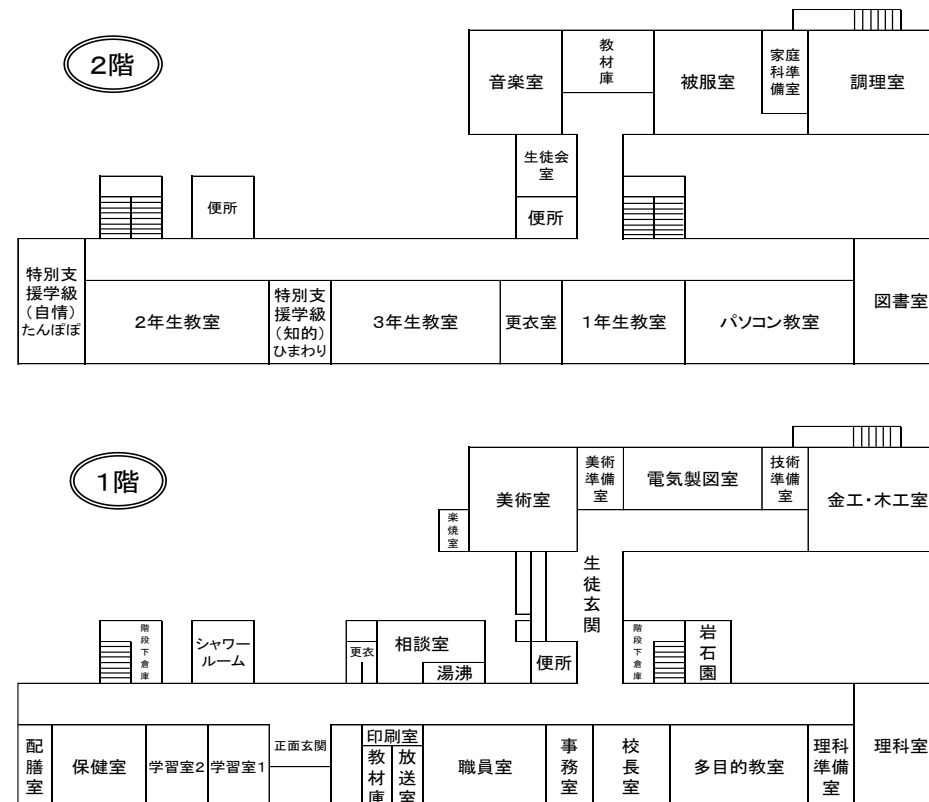 2階
音楽室
教
材
庫
被服室
家庭
科準
備室
調理室
生徒会
室
便所
便所
特別支
援学級
(自情)
たんぽぽ
2年生教室
特別支
援学級
(知的)
ひまわり
3年生教室
更衣室
1年生教室
パソコン教室
図書室
1階
美術室
美術
準備
室
電気製図室
技術
準備
室
金工・木工室
楽
焼
室
生
徒
玄
関
階
段
下
倉
庫
シャワー
ルーム
更衣
相談室
湯沸
便所
階
段
下
倉
庫
岩
石
園
配
膳
室
保健室
学習室2
学習室1
正面玄関
印刷室
教
材
庫
放
送
室
職員室
事
務
室
校
長
室
多目的教室
理科
準備
室
理科室